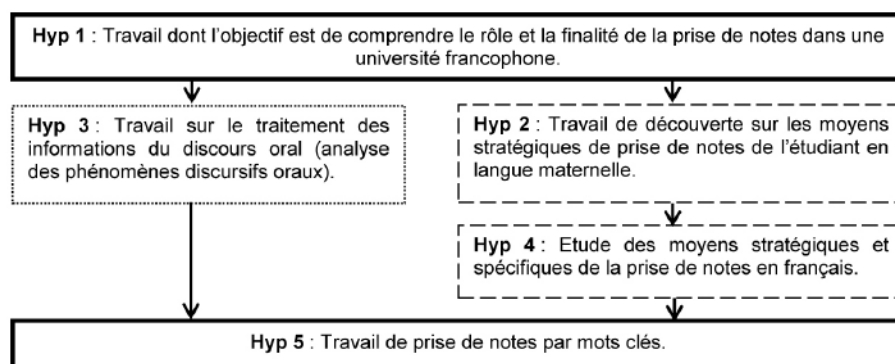 Hyp 1 : Travail dont l'objectif est de comprendre le rôle et la finalité de la prise de notes dans une
université francophone.
Hyp 3 : Travail sur le traitement des
informations du discours oral (analyse
des phénomènes discursifs oraux).
Hyp 2 : Travail de découverte sur les moyens
stratégiques de prise de notes de l'étudiant en
langue maternelle.
Hyp 4 : Etude des moyens stratégiques et
spécifiques de la prise de notes en français.
Hyp 5 : Travail de prise de notes par mots clés.